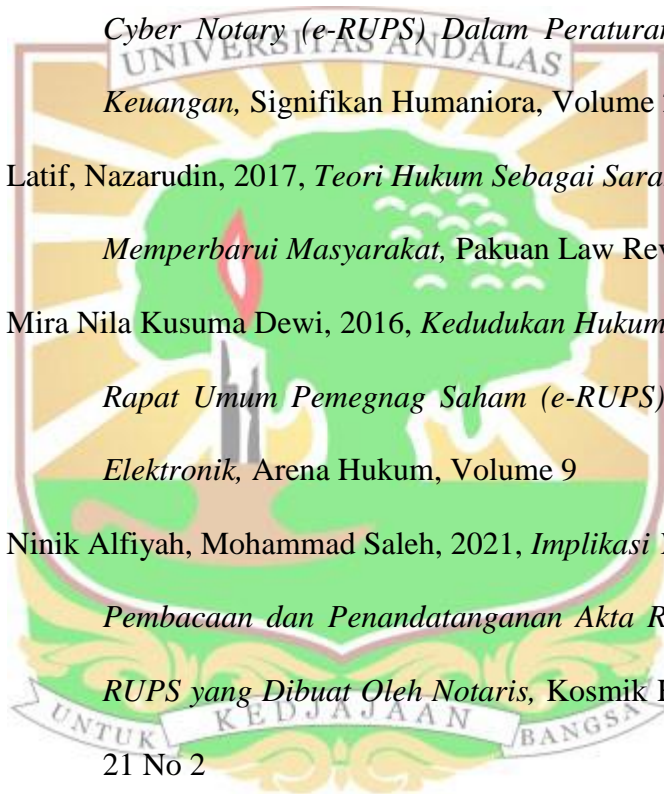 Cyber Notary (e-RUPS) Dalam Peraturan
UNIVERSITAS ANDALAS
Keuangan, Signifikan Humaniora, Volume
Latif, Nazarudin, 2017, Teori Hukum Sebagai Sara
Memperbarui Masyarakat, Pakuan Law Rev
Mira Nila Kusuma Dewi, 2016, Kedudukan Hukum
Rapat Umum Pemegnag Saham (e-RUPS)
Elektronik, Arena Hukum, Volume 9
Ninik Alfiyah, Mohammad Saleh, 2021, Implikasi
Pembacaan dan Penandatanganan Akta R
RUPS yang Dibuat Oleh Notaris, Kosmik
UNTUK KEDJAJAAN BANGSA
21 No 2